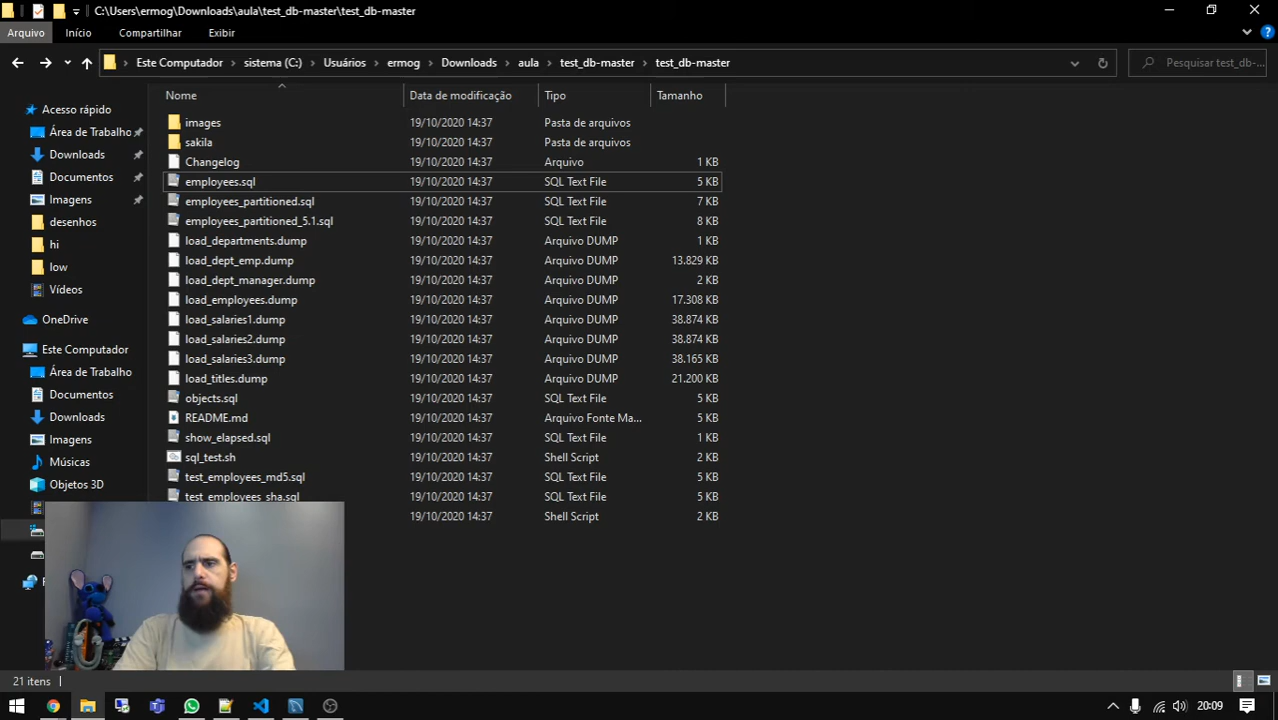 C:\Users\ermog\Downloads\aula\test_db-master\test_db-master
Arquivo Início Compartilhar Exibir
Este Computador > sistema (C:) > Usuários > ermog > Downloads > aula > test_db-master > test_db-master
Pesquisar test_db-...
Nome Data de modificação Tipo Tamanho
Acesso rápido
Área de Trabalho
Downloads
Documentos
Imagens
desenhos
hi
low
Vídeos
OneDrive
Este Computador
Área de Trabalho
Documentos
Downloads
Imagens
Músicas
Objetos 3D
images 19/10/2020 14:37 Pasta de arquivos
sakila 19/10/2020 14:37 Pasta de arquivos
Changelog 19/10/2020 14:37 Arquivo 1 KB
employees.sql 19/10/2020 14:37 SQL Text File 5 KB
employees_partitioned.sql 19/10/2020 14:37 SQL Text File 7 KB
employees_partitioned_5.1.sql 19/10/2020 14:37 SQL Text File 8 KB
load_departments.dump 19/10/2020 14:37 Arquivo DUMP 1 KB
load_dept_emp.dump 19/10/2020 14:37 Arquivo DUMP 13.829 KB
load_dept_manager.dump 19/10/2020 14:37 Arquivo DUMP 2 KB
load_employees.dump 19/10/2020 14:37 Arquivo DUMP 17.308 KB
load_salaries1.dump 19/10/2020 14:37 Arquivo DUMP 38.874 KB
load_salaries2.dump 19/10/2020 14:37 Arquivo DUMP 38.874 KB
load_salaries3.dump 19/10/2020 14:37 Arquivo DUMP 38.165 KB
load_titles.dump 19/10/2020 14:37 Arquivo DUMP 21.200 KB
objects.sql 19/10/2020 14:37 SQL Text File 5 KB
README.md 19/10/2020 14:37 Arquivo Fonte Ma... 5 KB
show_elapsed.sql 19/10/2020 14:37 SQL Text File 1 KB
sql_test.sh 19/10/2020 14:37 Shell Script 2 KB
test_employees_md5.sql 19/10/2020 14:37 SQL Text File 5 KB
test_employees_sha.sql 19/10/2020 14:37 SQL Text File 5 KB
19/10/2020 14:37 Shell Script 2 KB
21 itens
20:09